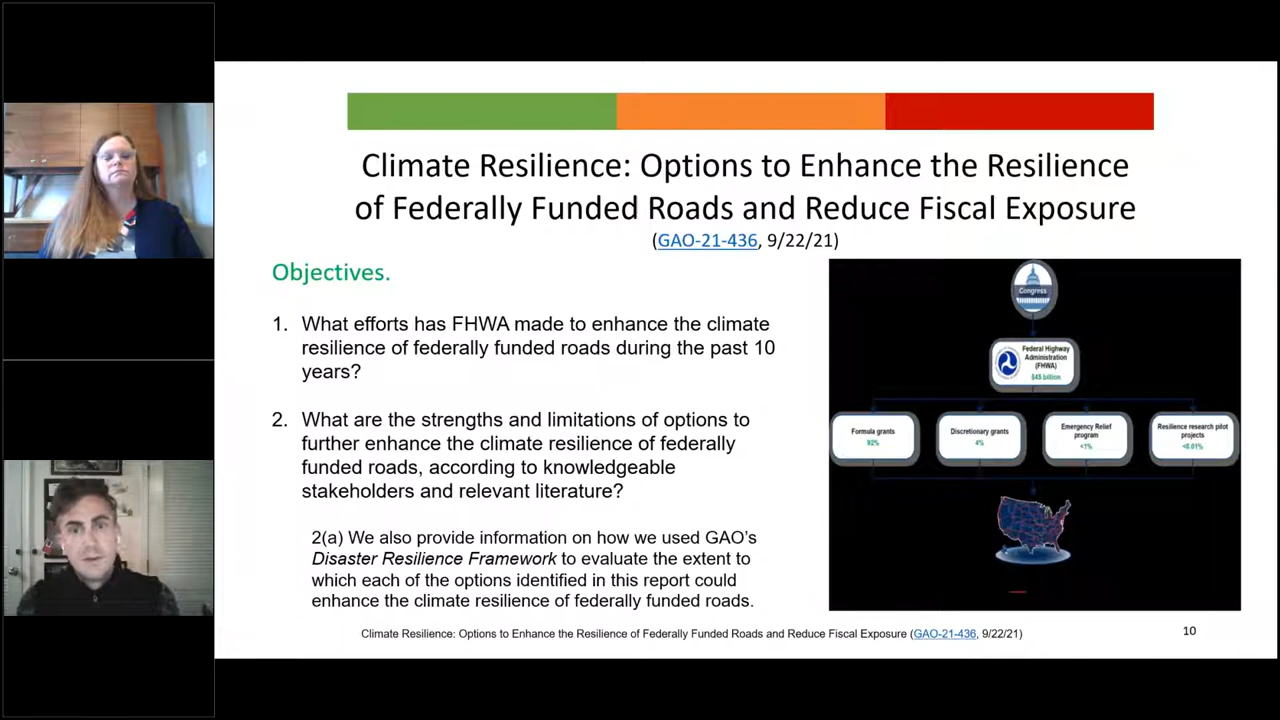 Climate Resilience: Options to Enhance the Resilience
of Federally Funded Roads and Reduce Fiscal Exposure
(GAO-21-436, 9/22/21)
Objectives.
1. What efforts has FHWA made to enhance the climate
resilience of federally funded roads during the past 10
years?
2. What are the strengths and limitations of options to
further enhance the climate resilience of federally
funded roads, according to knowledgeable
stakeholders and relevant literature?
2(a) We also provide information on how we used GAO's
Disaster Resilience Framework to evaluate the extent to
which each of the options identified in this report could
enhance the climate resilience of federally funded roads.
Congress
Federal Highway
Administration
(FHWA)
$45 billion
Formula grants
92%
Discretionary grants
4%
Emergency Relief
program
<1%
Resilience research pilot
projects
<0.01%
Climate Resilience: Options to Enhance the Resilience of Federally Funded Roads and Reduce Fiscal Exposure (GAO-21-436, 9/22/21)
10